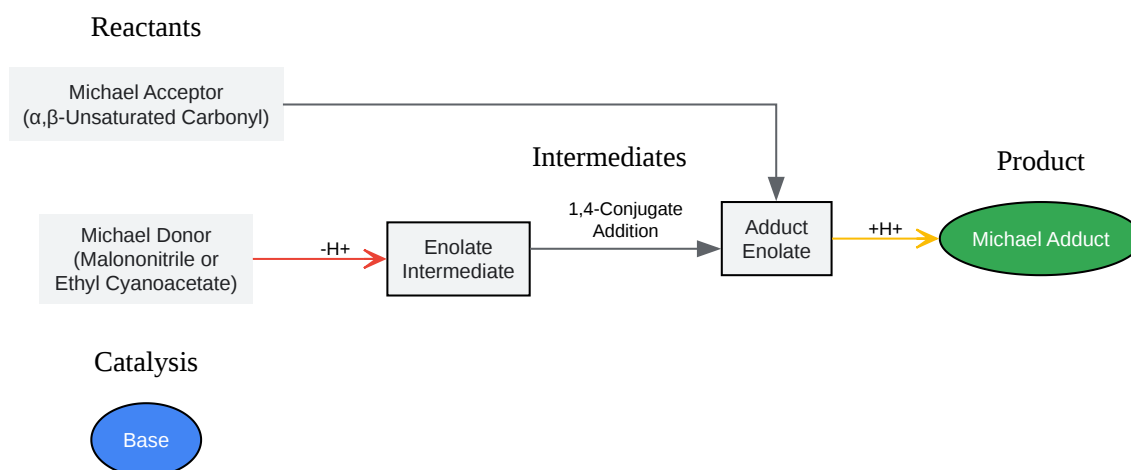 Reactants
Michael Acceptor
(α,β-Unsaturated Carbonyl)
Intermediates
Product
1,4-Conjugate
Addition
Michael Donor
(Malononitrile or
Ethyl Cyanoacetate)
-H+
Enolate
Intermediate
Adduct
Enolate
+H+
Michael Adduct
Catalysis
Base